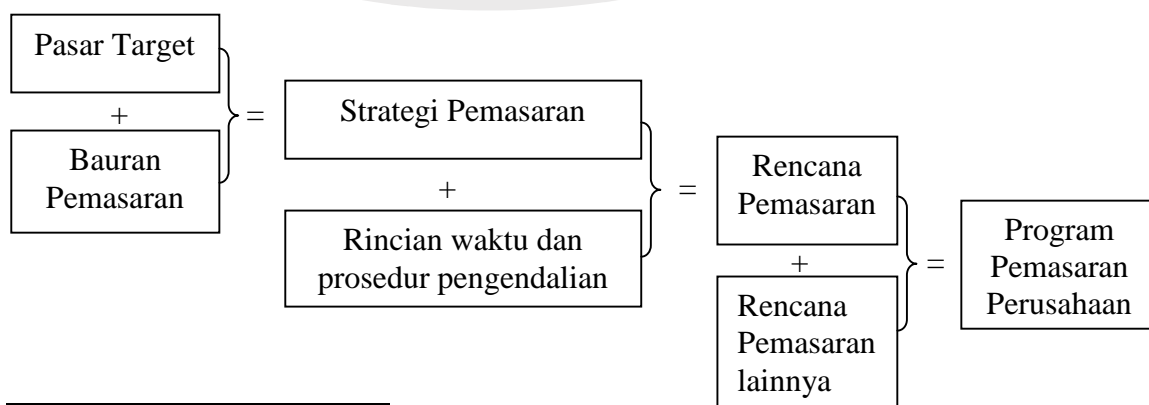 Pasar Target
+
Bauran
Pemasaran
=
Strategi Pemasaran
+
Rincian waktu dan
prosedur pengendalian
=
Rencana
Pemasaran
+
Rencana
Pemasaran
lainnya
=
Program
Pemasaran
Perusahaan